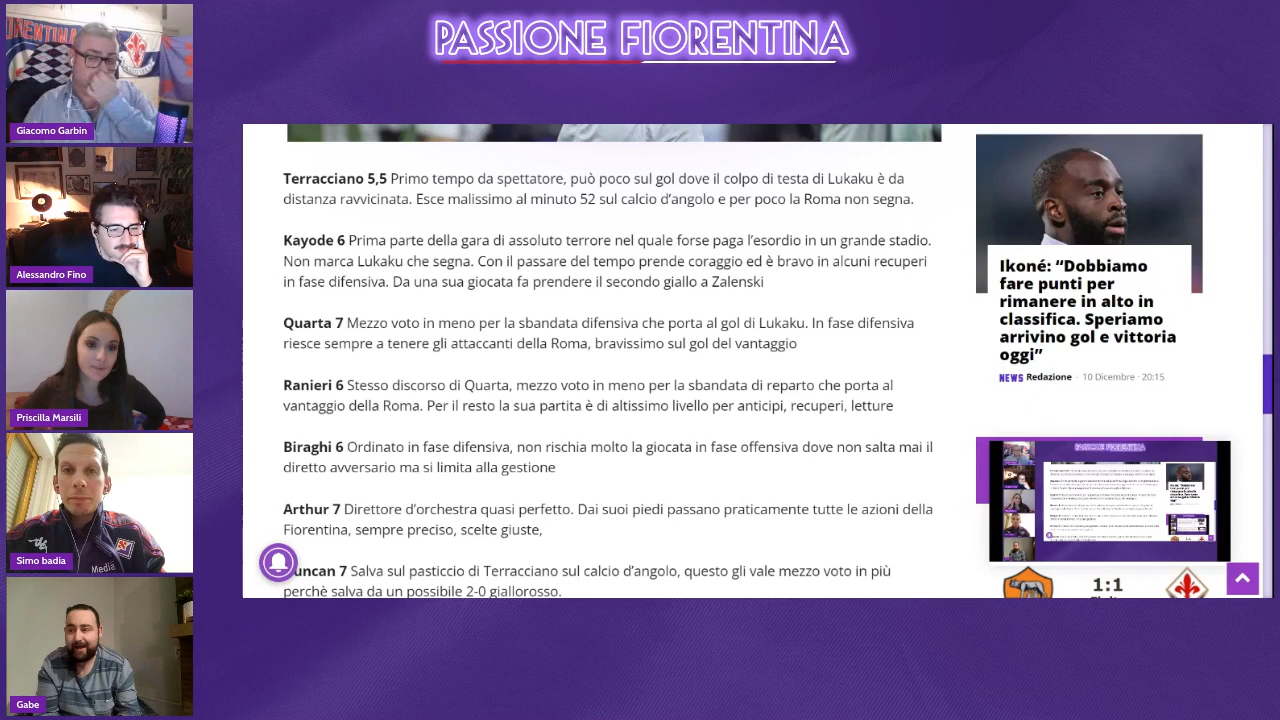 PASSIONE FIORENTINA
FIORENTINA
Giacomo Garbin
Alessandro Fino
Priscilla Marsili
Media
Simo badia
Gabe
Terracciano 5,5 Primo tempo da spettatore, può poco sul gol dove il colpo di testa di Lukaku è da
distanza ravvicinata. Esce malissimo al minuto 52 sul calcio d'angolo e per poco la Roma non segna.
Kayode 6 Prima parte della gara di assoluto terrore nel quale forse paga l'esordio in un grande stadio.
Non marca Lukaku che segna. Con il passare del tempo prende coraggio ed è bravo in alcuni recuperi
in fase difensiva. Da una sua giocata fa prendere il secondo giallo a Zalenski
Quarta 7 Mezzo voto in meno per la sbandata difensiva che porta al gol di Lukaku. In fase difensiva
riesce sempre a tenere gli attaccanti della Roma, bravissimo sul gol del vantaggio
Ranieri 6 Stesso discorso di Quarta, mezzo voto in meno per la sbandata di reparto che porta al
vantaggio della Roma. Per il resto la sua partita è di altissimo livello per anticipi, recuperi, letture
Biraghi 6 Ordinato in fase difensiva, non rischia molto la giocata in fase offensiva dove non salta mai il
diretto avversario ma si limita alla gestione
Arthur 7 quasi perfetto. Dai suoi piedi passano praticamente tutte le azioni della
Fiorentina, sempre preciso, scelte giuste,
uncan 7 Salva sul pasticcio di Terracciano sul calcio d'angolo, questo gli vale mezzo voto in più
perchè salva da un possibile 2-0 giallorosso.
Ikoné: “Dobbiamo
fare punti per
rimanere in alto in
classifica. Speriamo
arrivino gol e vittoria
oggi”
NEWS Redazione - 10 Dicembre · 20:15
PASSIONE FIORENTINA
1:1